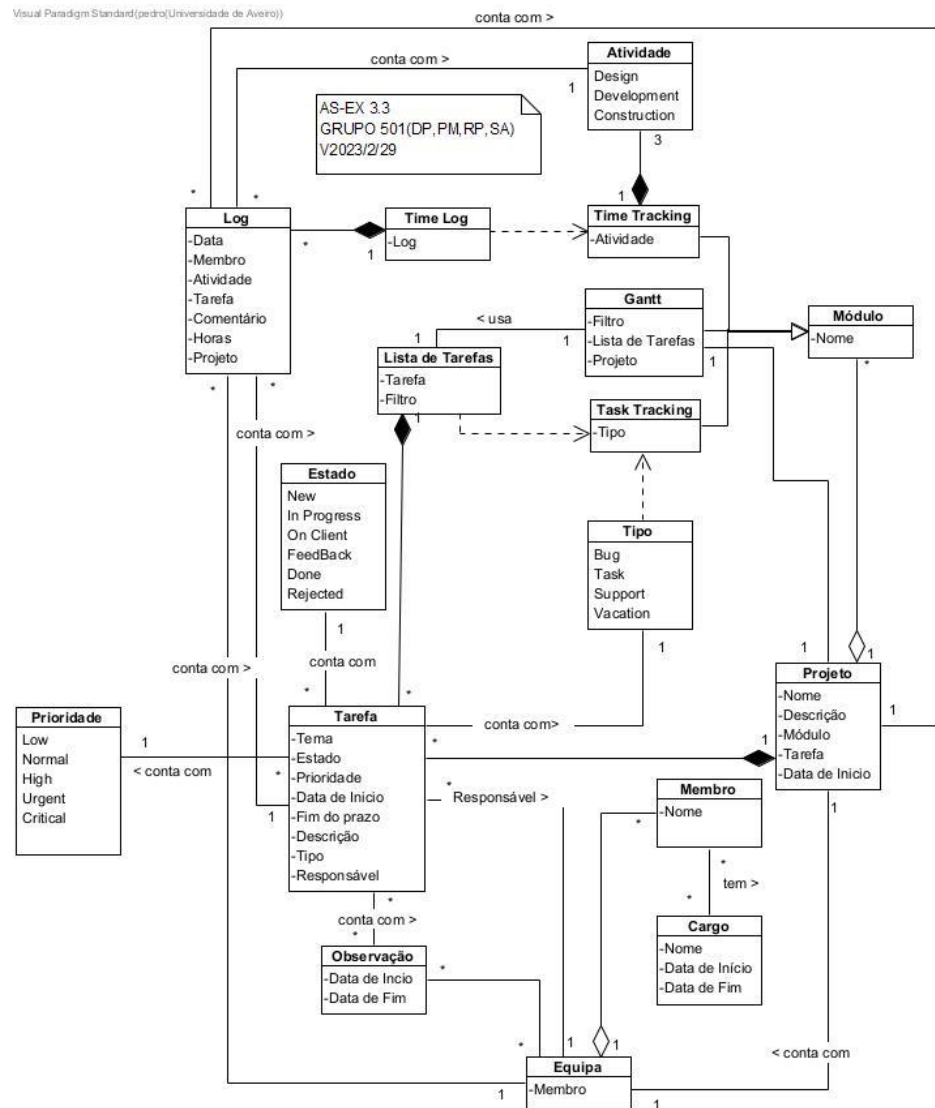 Visual Paradigm Standard(pedro(Universidade de Aveiro))
conta com >
conta com >
Atividade
Design
Development
Construction
1
3
AS-EX 3.3
GRUPO 501(DP,PM,RP,SA)
V2023/2/29
*
*
1
Log
-Data
-Membro
-Atividade
-Tarefa
-Comentário
-Horas
-Projeto
*
1
Time Log
-Log
Time Tracking
-Atividade
< usa
1
1
Gantt
-Filtro
-Lista de Tarefas
-Projeto
1
Módulo
-Nome
*
Lista de Tarefas
-Tarefa
-Filtro
1
Task Tracking
-Tipo
*
*
conta com >
Estado
New
In Progress
On Client
FeedBack
Done
Rejected
1
conta com
*
Tipo
Bug
Task
Support
Vacation
1
conta com >
conta com>
*
1
1
Projeto
-Nome
-Descrição
-Módulo
-Tarefa
-Data de Inicio
1
1
1
Prioridade
Low
Normal
High
Urgent
Critical
1
< conta com
*
1
Tarefa
-Tema
-Estado
-Prioridade
-Data de Inicio
-Fim do prazo
-Descrição
-Tipo
-Responsável
*
*
Responsável >
*
Membro
-Nome
*
*
tem >
*
Cargo
-Nome
-Data de Início
-Data de Fim
conta com >
*
Observação
-Data de Incio
-Data de Fim
*
*
1
1
< conta com
1
Equipa
-Membro
1